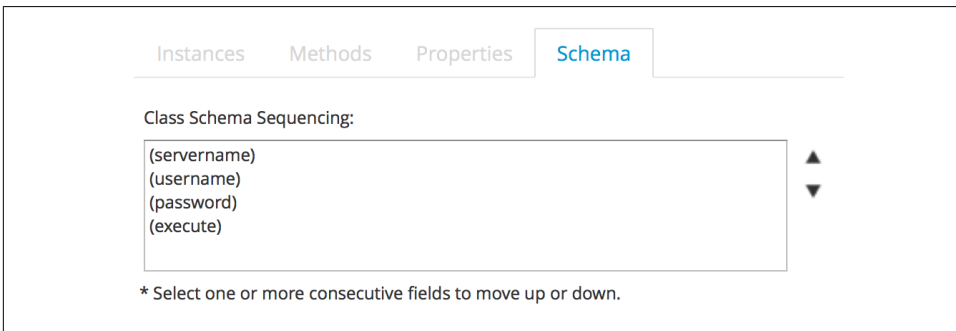 Instances Methods Properties Schema
Class Schema Sequencing:
(servername)
(username)
(password)
(execute)
* Select one or more consecutive fields to move up or down.